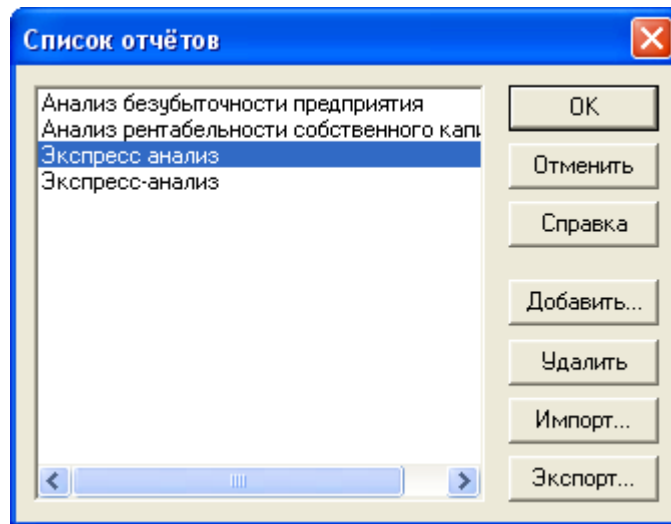 Список отчётов
Анализ безубыточности предприятия
Анализ рентабельности собственного
Экспресс анализ
Экспресс-анализ
OK
Отменить
Справка
Добавить...
Удалить
Импорт...
Экспорт...